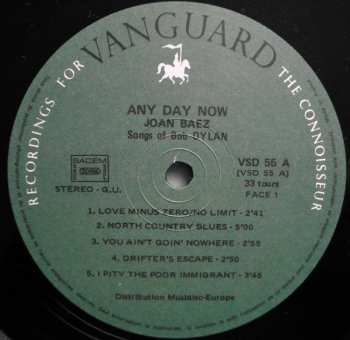 RECORDINGS FOR VANGUARD THE CONNOISSEUR
ANY DAY NOW
JOAN BAEZ
Songs of Bob DYLAN
SACEM
VSD 55 A
(VSD 55 A)
STEREO - G.U.
33 tours
FACE 1
1. LOVE MINUS ZERO/NO LIMIT - 2'41
2. NORTH COUNTRY BLUES - 5'00
3. YOU AIN'T GOIN' NOWHERE - 2'55
4. DRIFTER'S ESCAPE - 2'50
5. I PITY THE POOR IMMIGRANT - 3'45
Distribution Musidisc-Europe